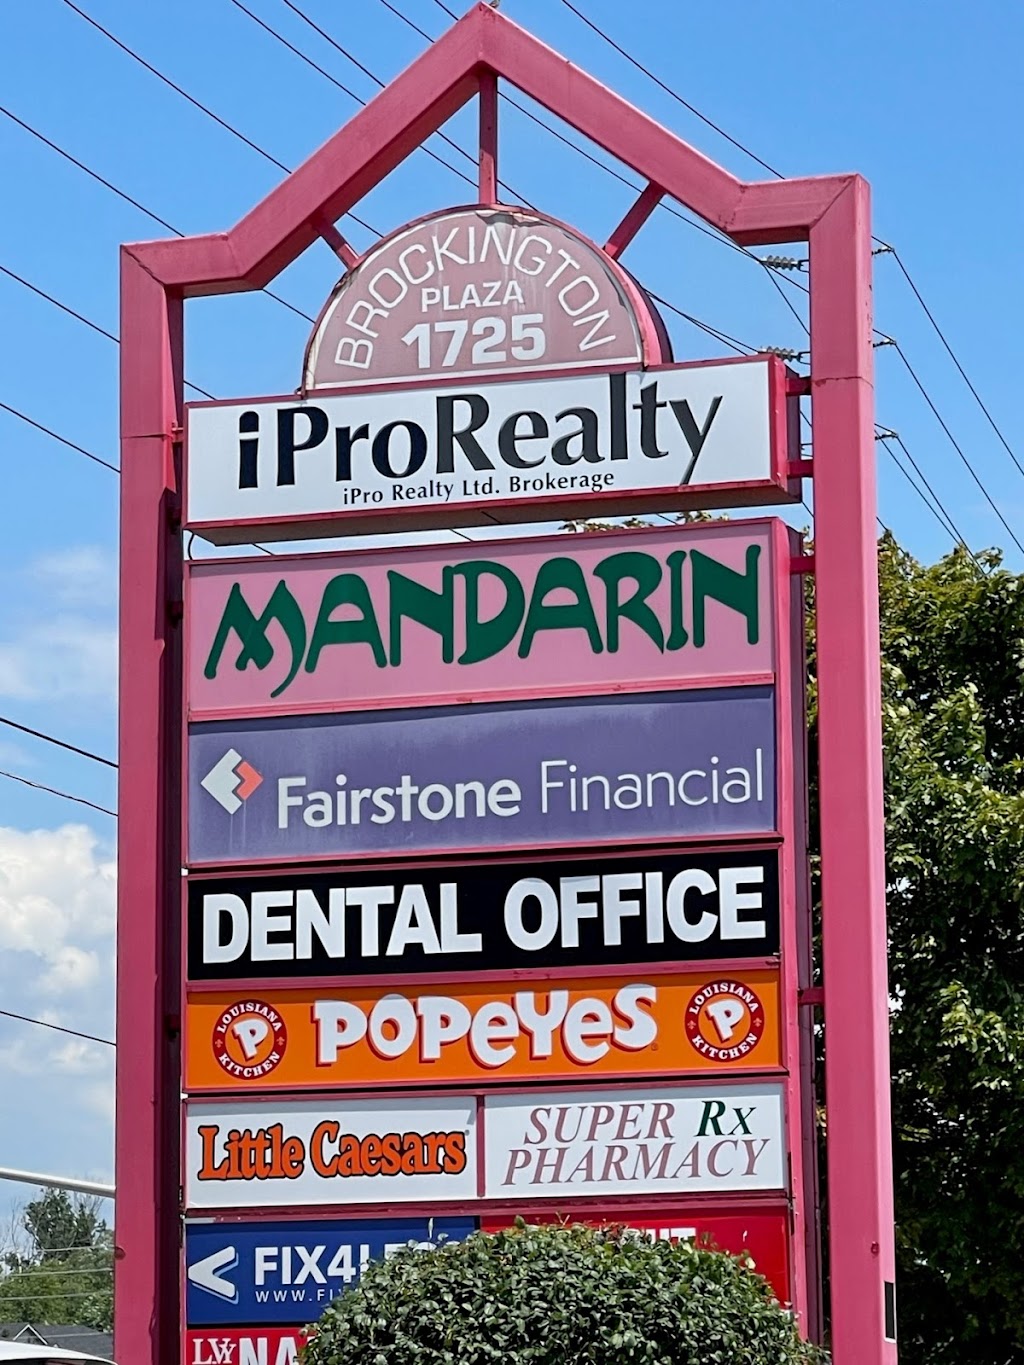 BROCKINGTON
PLAZA
1725
iProRealty
iPro Realty Ltd. Brokerage
MANDARIN
Fairstone Financial
DENTAL OFFICE
LOUISIANA
P
KITCHEN
POPEYES
LOUISIANA
P
KITCHEN
Little Caesars
SUPER Rx
PHARMACY